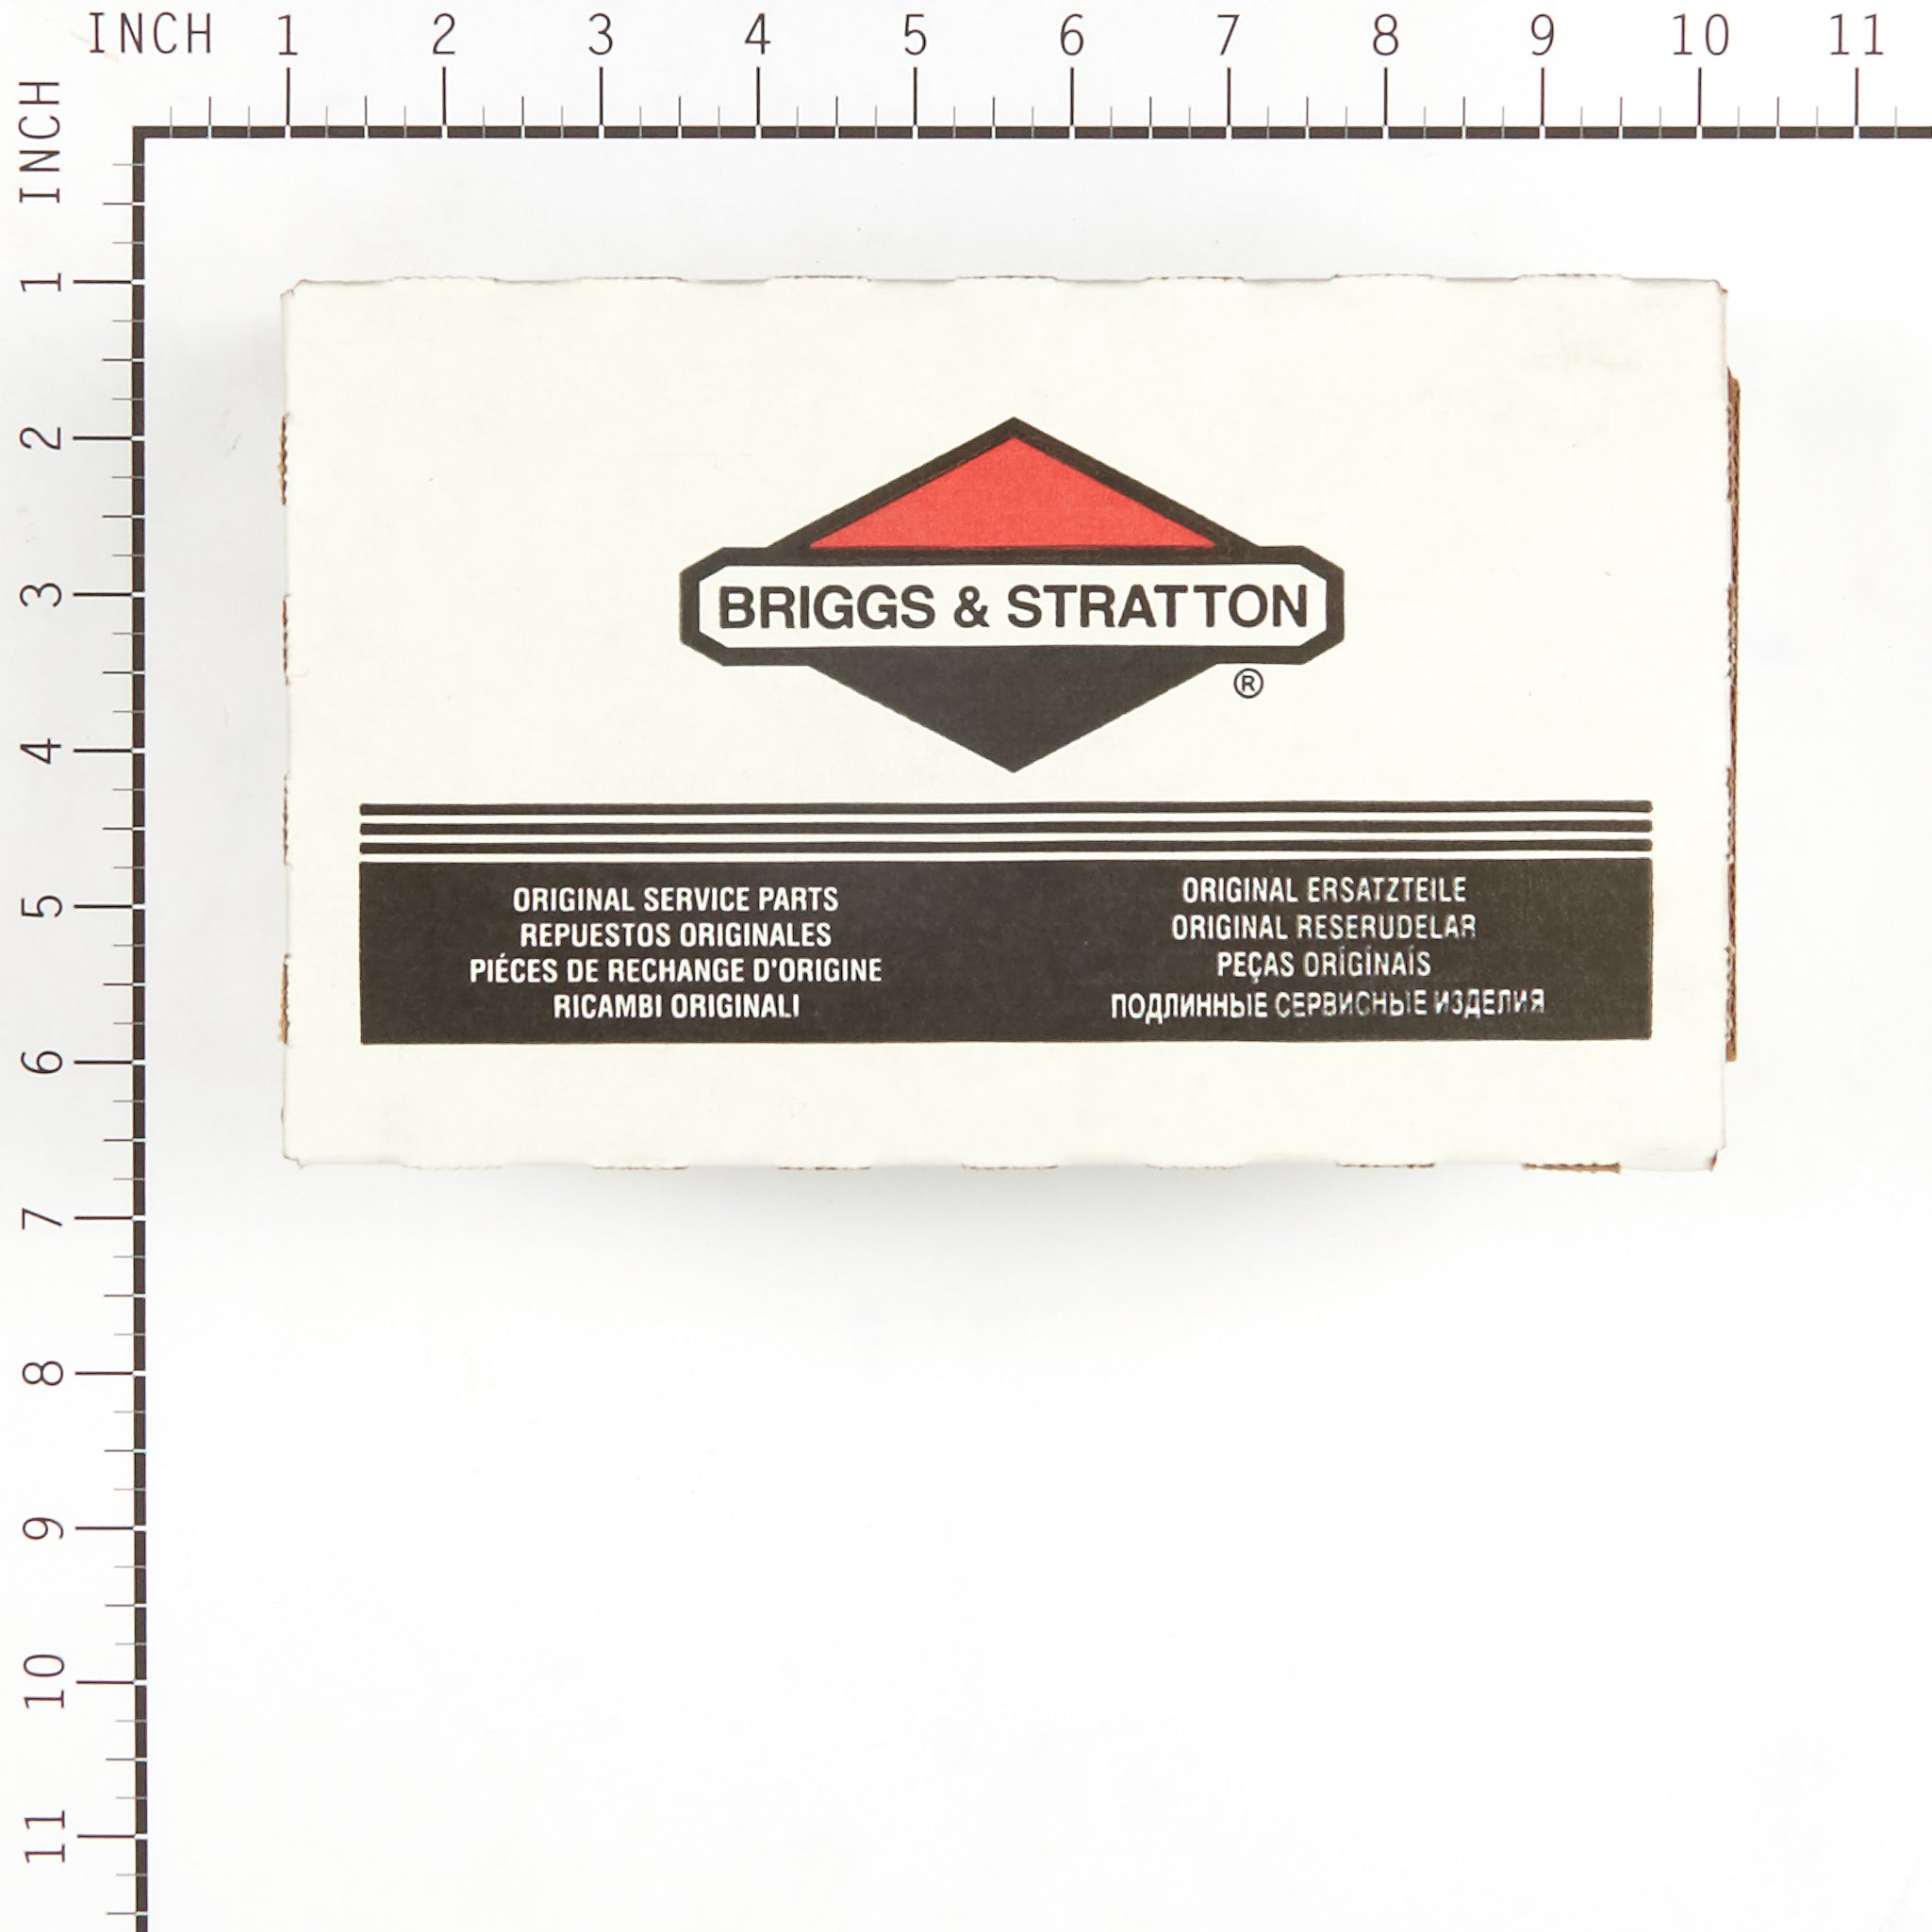 INCH 1 2 3 4 5 6 7 8 9 10 11
INCH 1 2 3 4 5 6 7 8 9 10 11
BRIGGS & STRATTON
®
ORIGINAL SERVICE PARTS
REPUESTOS ORIGINALES
PIÉCES DE RECHANGE D'ORIGINE
RICAMBI ORIGINALI
ORIGINAL ERSATZTEILE
ORIGINAL RESERUDELAR
PEÇAS ORIGINAIS
ПОДЛИННЫЕ СЕРВИСНЫЕ ИЗДЕЛИЯ